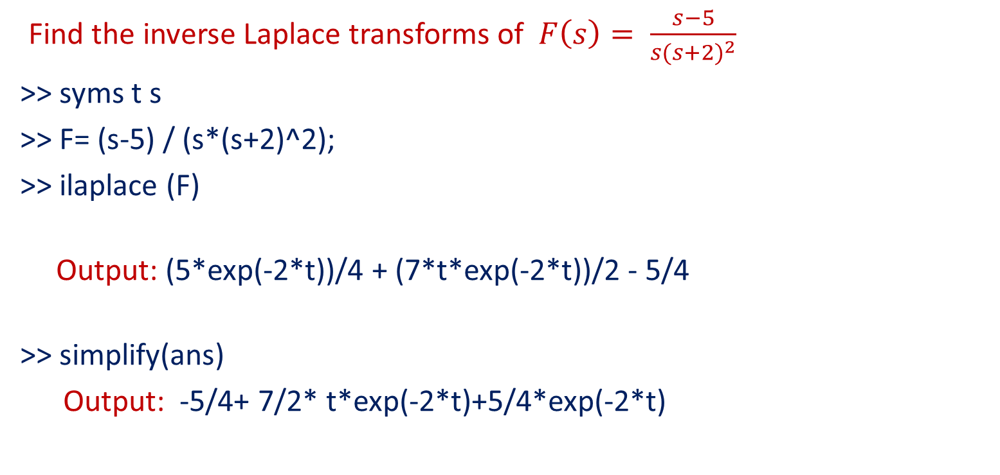 Find the inverse Laplace transforms of F(s) = \frac{s-5}{s(s+2)^2}
>> syms t s
>> F= (s-5) / (s*(s+2)^2);
>> ilaplace (F)
Output: (5*exp(-2*t))/4 + (7*t*exp(-2*t))/2 - 5/4
>> simplify(ans)
Output: -5/4+ 7/2* t*exp(-2*t)+5/4*exp(-2*t)